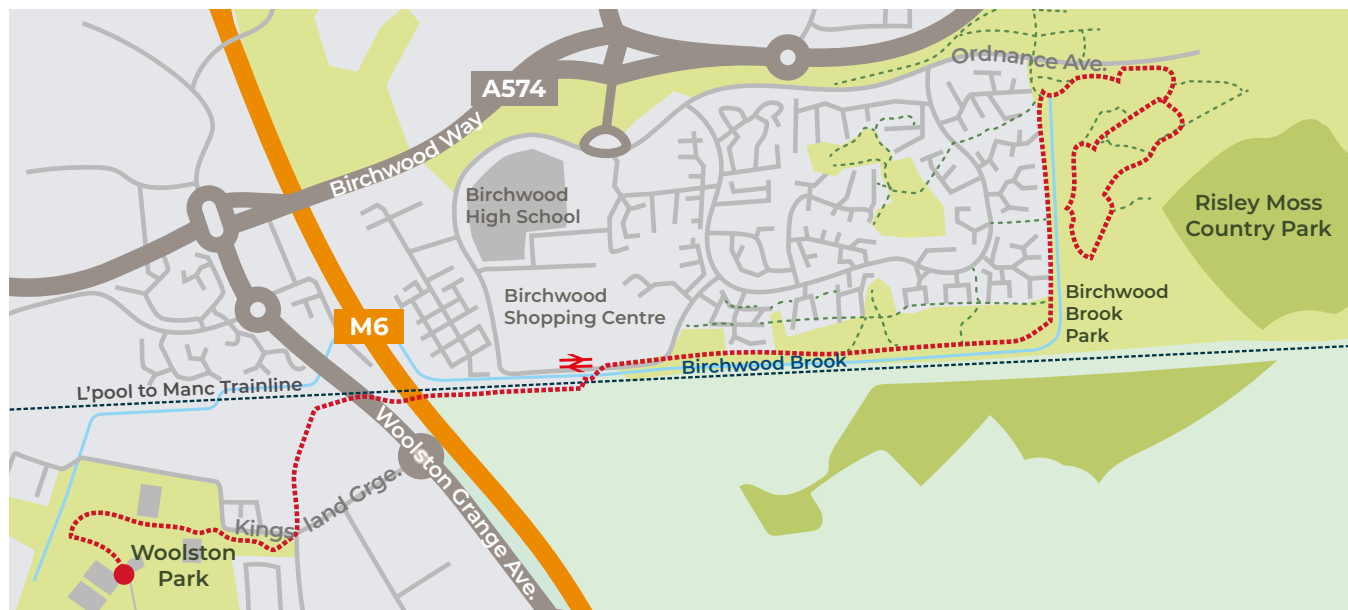 Ordnance Ave.
A574
Birchwood Way
Birchwood
High School
Risley Moss
Country Park
Birchwood
Shopping Centre
Birchwood
Brook
Park
M6
Birchwood Brook
L'pool to Manc Trainline
Woolston Grange Ave.
Kingsland Grge.
Woolston
Park